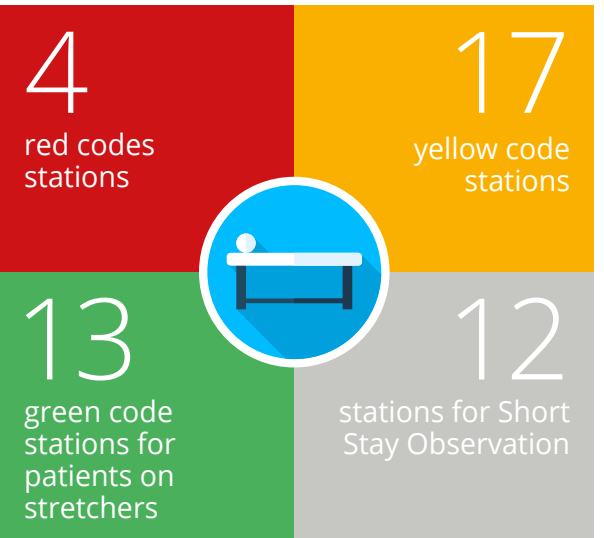 4
red codes
stations
17
yellow code
stations
13
green code
stations for
patients on
stretchers
12
stations for Short
Stay Observation